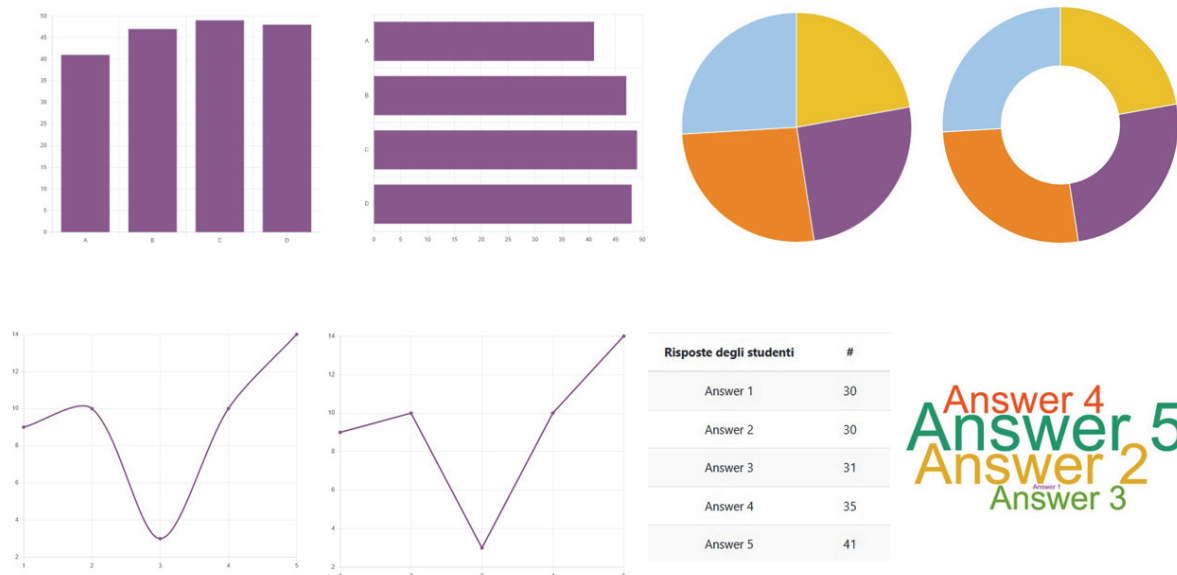 50
45
40
35
30
25
20
15
10
5
0
A B C D
A
B
C
D
0 5 10 15 20 25 30 35 40 45 50
14
12
10
8
6
4
2
1 2 3 4 5
14
12
10
8
6
4
2
Risposte degli studenti #
Answer 1 30
Answer 2 30
Answer 3 31
Answer 4 35
Answer 5 41
Answer 4
Answer 5
Answer 2
Answer 1
Answer 3